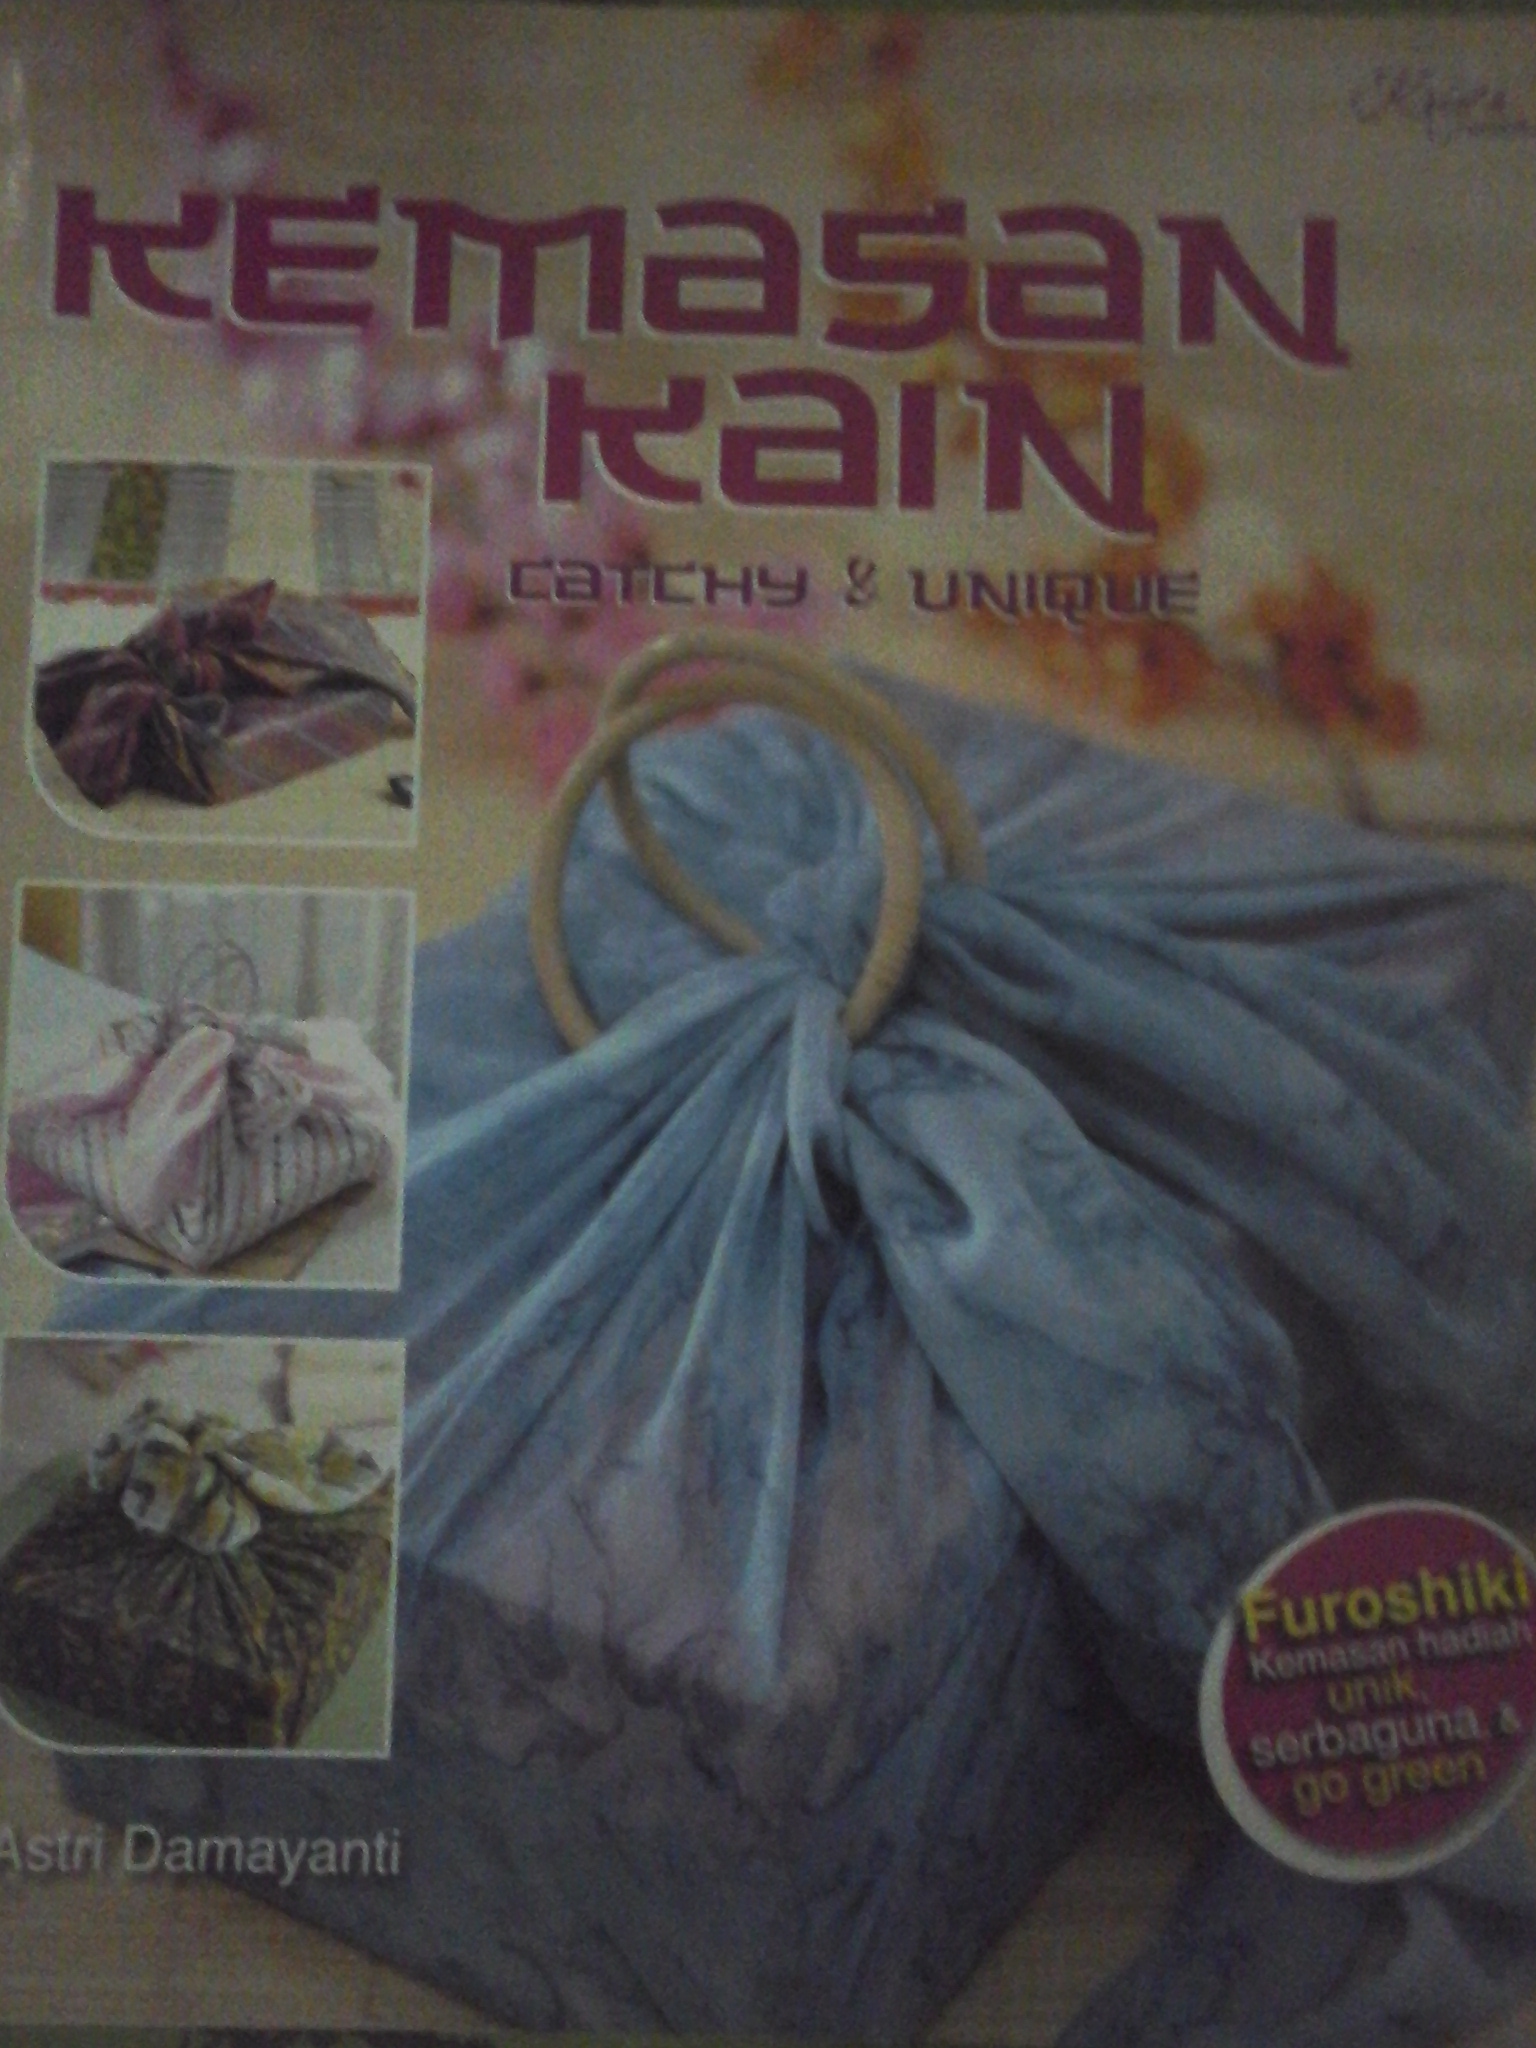 KEMASAN
KAIN
CATCHY & UNIQUE
Furoshiki
Kemasan hadiah
unik,
serbaguna, &
go green
Astri Damayanti